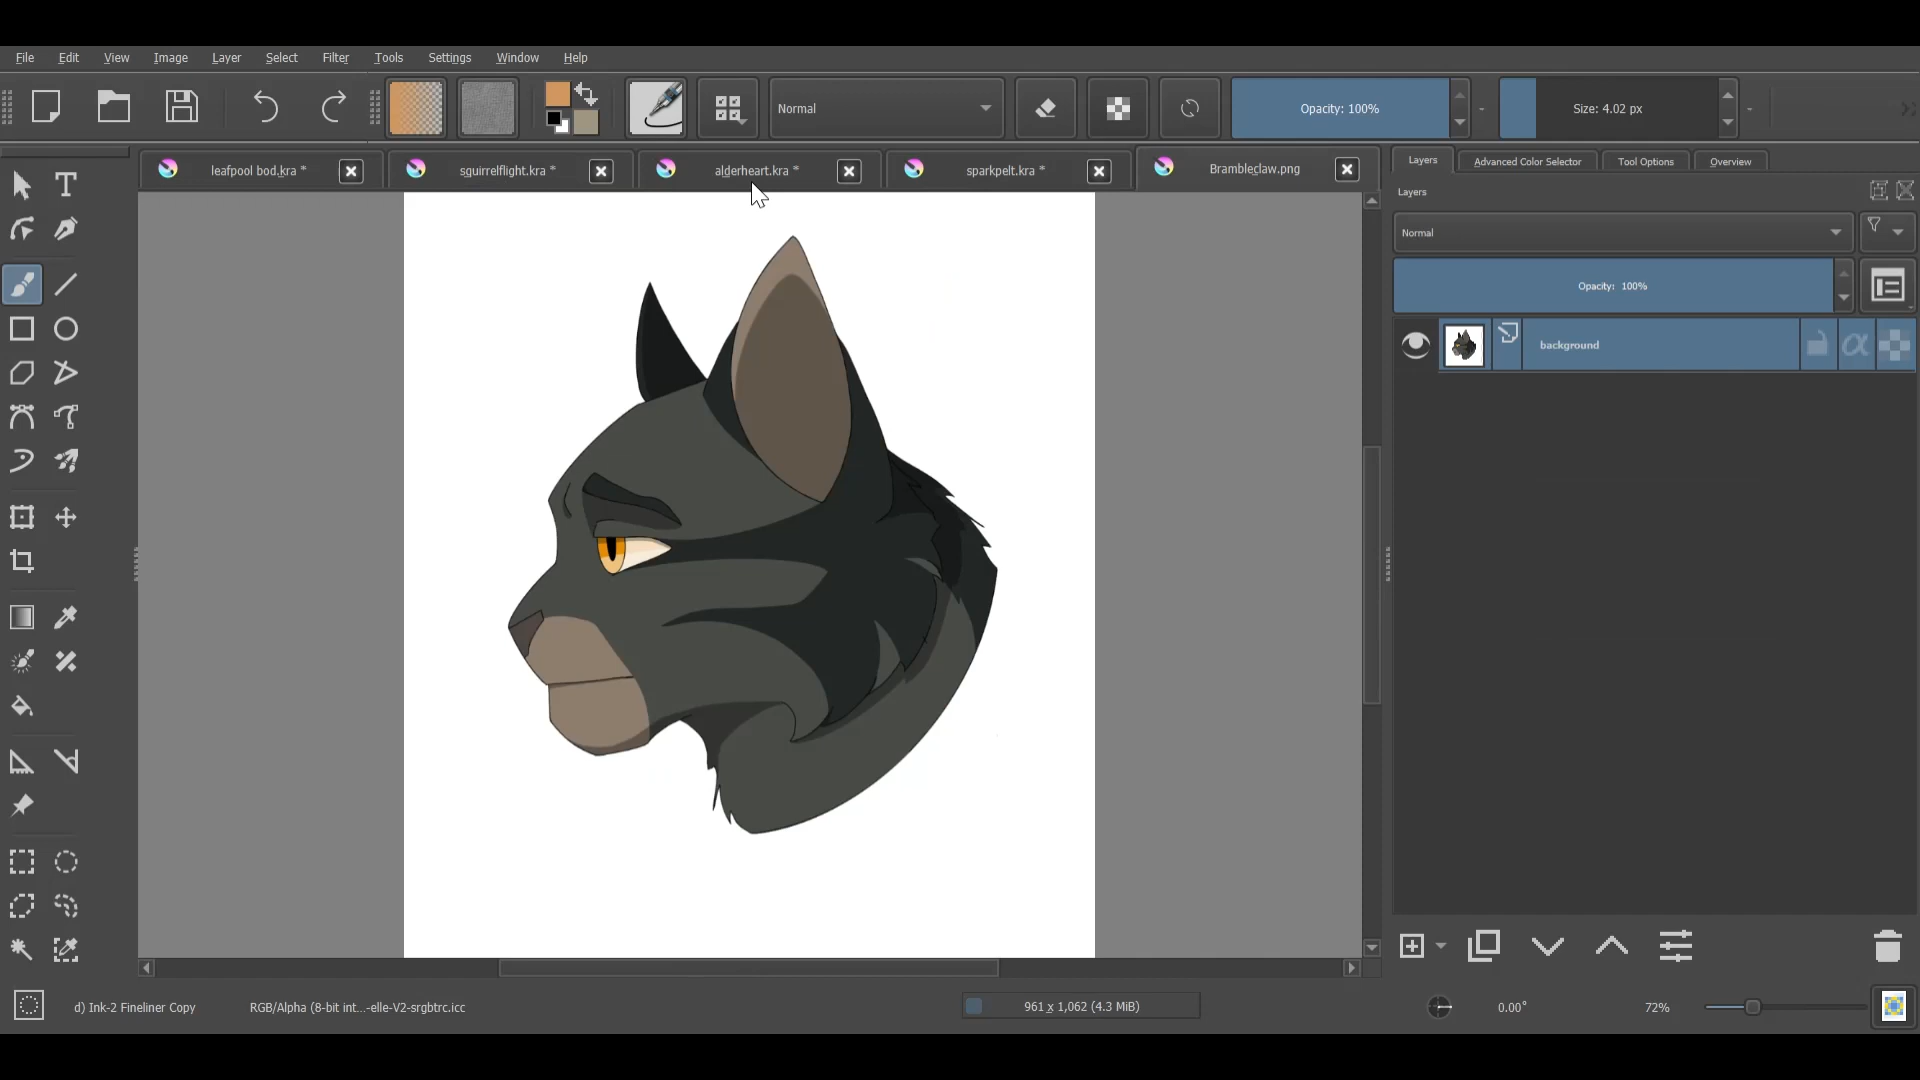 File Edit View Image Layer Select Filter Tools Settings Window Help
Normal Opacity: 100% Size: 4.02 px
leafpool bod.kra * squirrelflight.kra * alderheart.kra * sparkpelt.kra * Brambleclaw.png
Layers Advanced Color Selector Tool Options Overview
Layers
Normal
Opacity: 100%
background
d) Ink-2 Fineliner Copy RGB/Alpha (8-bit int...-elle-V2-srgbtrc.icc 961 x 1,062 (4.3 MiB) 0.00° 72%